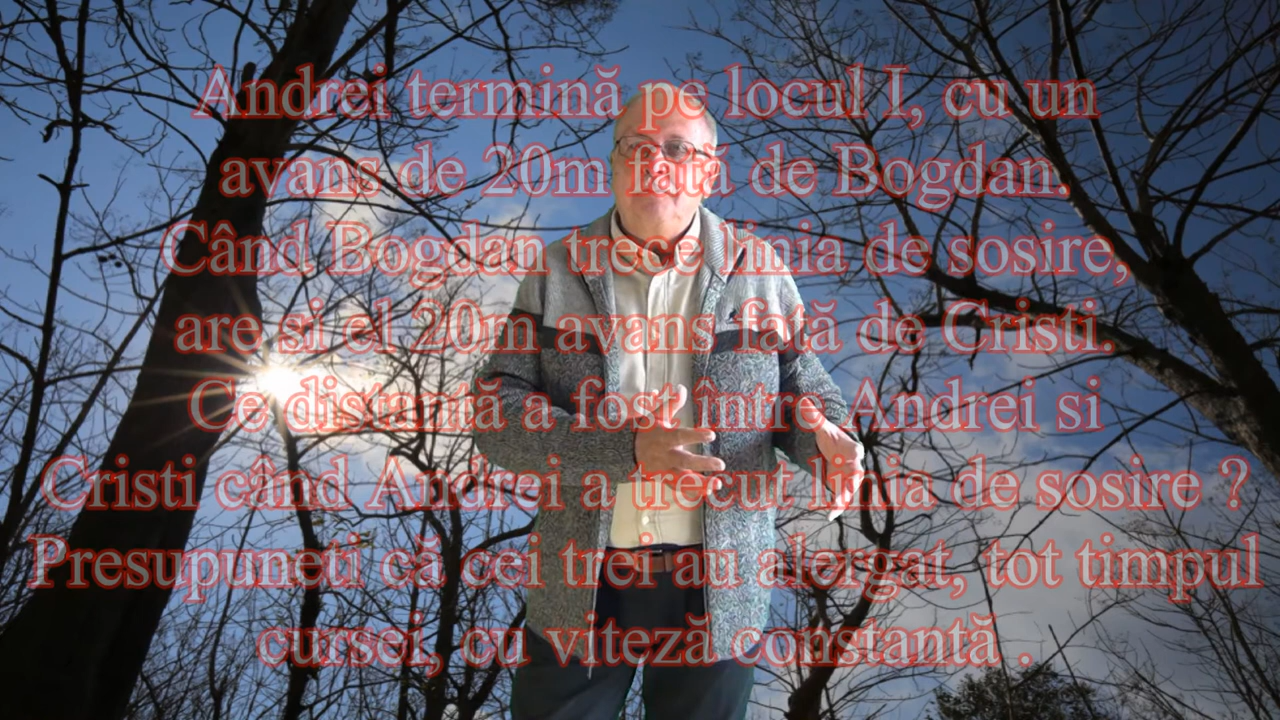 Andrei termină pe locul I, cu un
avans de 20m față de Bogdan.
Când Bogdan trece linia de sosire,
are si el 20m avans față de Cristi.
Ce distanță a fost între Andrei si
Cristi când Andrei a trecut linia de sosire ?
Presupuneti că cei trei au alergat, tot timpul
cursei, cu viteză constantă .